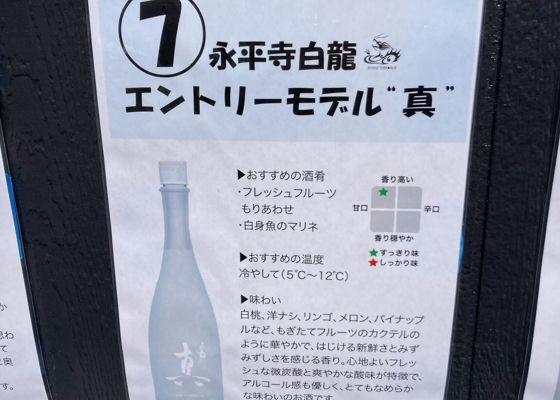 ⑦ 永平寺白龍
エントリーモデル“真”
▶おすすめの酒肴
・フレッシュフルーツ
もりあわせ
・白身魚のマリネ
▶おすすめの温度
冷やして（5℃〜12℃）
▶味わい
白桃、洋ナシ、リンゴ、メロン、パイナップ
ルなど、もぎたてフルーツのカクテルの
ように華やかで、はじける新鮮さとみず
みずしさを感じる香り。心地よいフレッ
シュな微炭酸と爽やかな酸味が特徴で、
アルコール感も優しく、とてもなめらか
な味わいのお酒です。
香り高い
甘口
辛口
香り穏やか
★すっきり味
★しっかり味
真